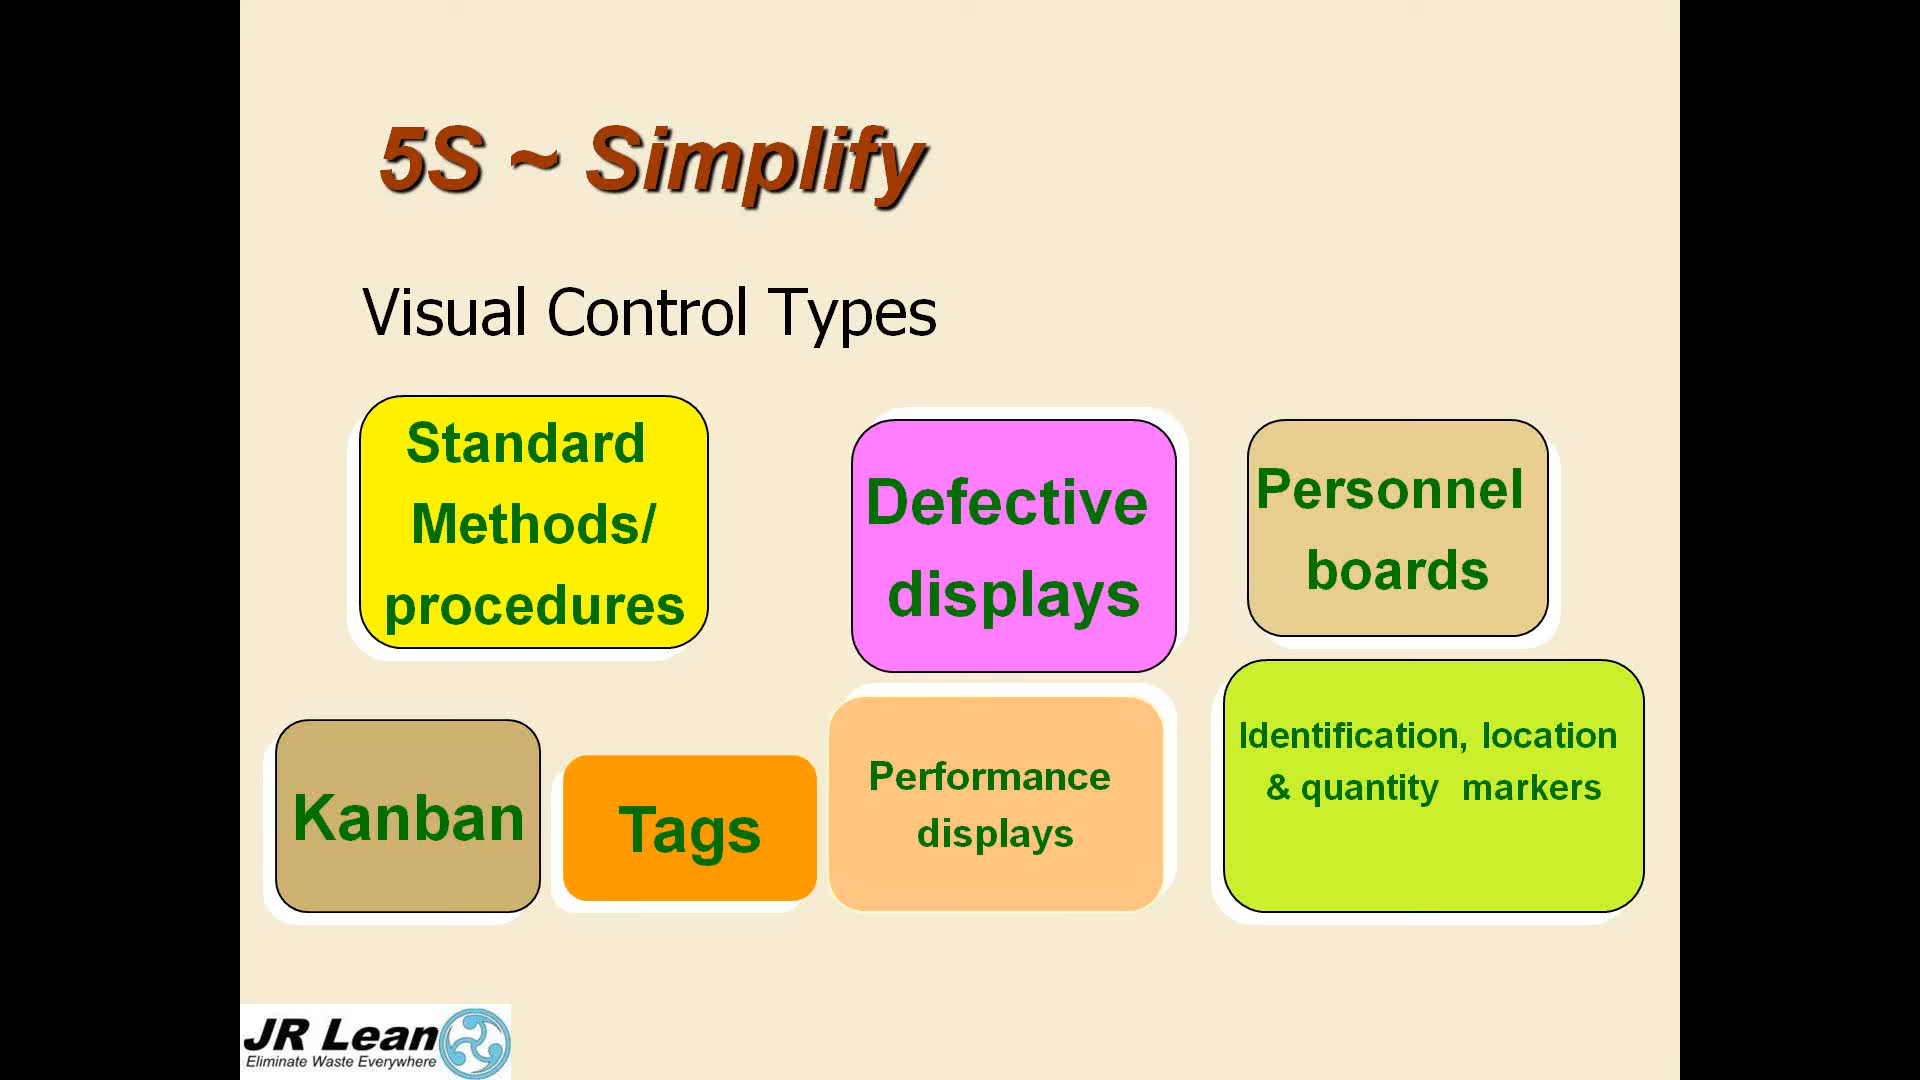 5S ~ Simplify
Visual Control Types
Standard
Methods/
procedures
Defective
displays
Personnel
boards
Kanban
Tags
Performance
displays
Identification, location
& quantity markers
JR Lean
Eliminate Waste Everywhere